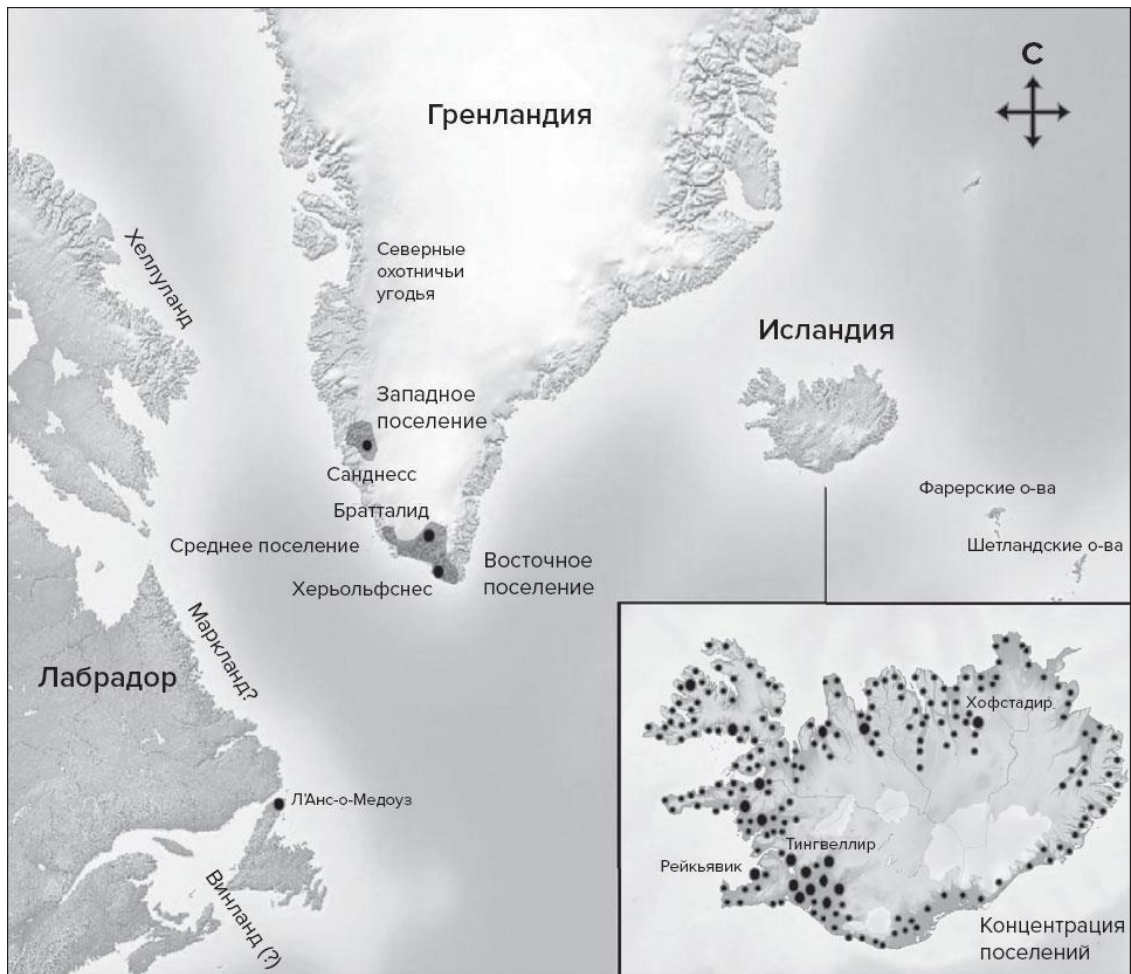 С
Гренландия
Хеллуланд
Северные
охотничьи
угодья
Исландия
Западное
поселение
Санднесс
Братталид
Среднее поселение
Херьольфснес
Восточное
поселение
Фарерские о-ва
Шетландские о-ва
Маркланд?
Лабрадор
Л'Анс-о-Медоуз
Винланд (?)
Хофстадир
Тингвеллир
Рейкьявик
Концентрация
поселений